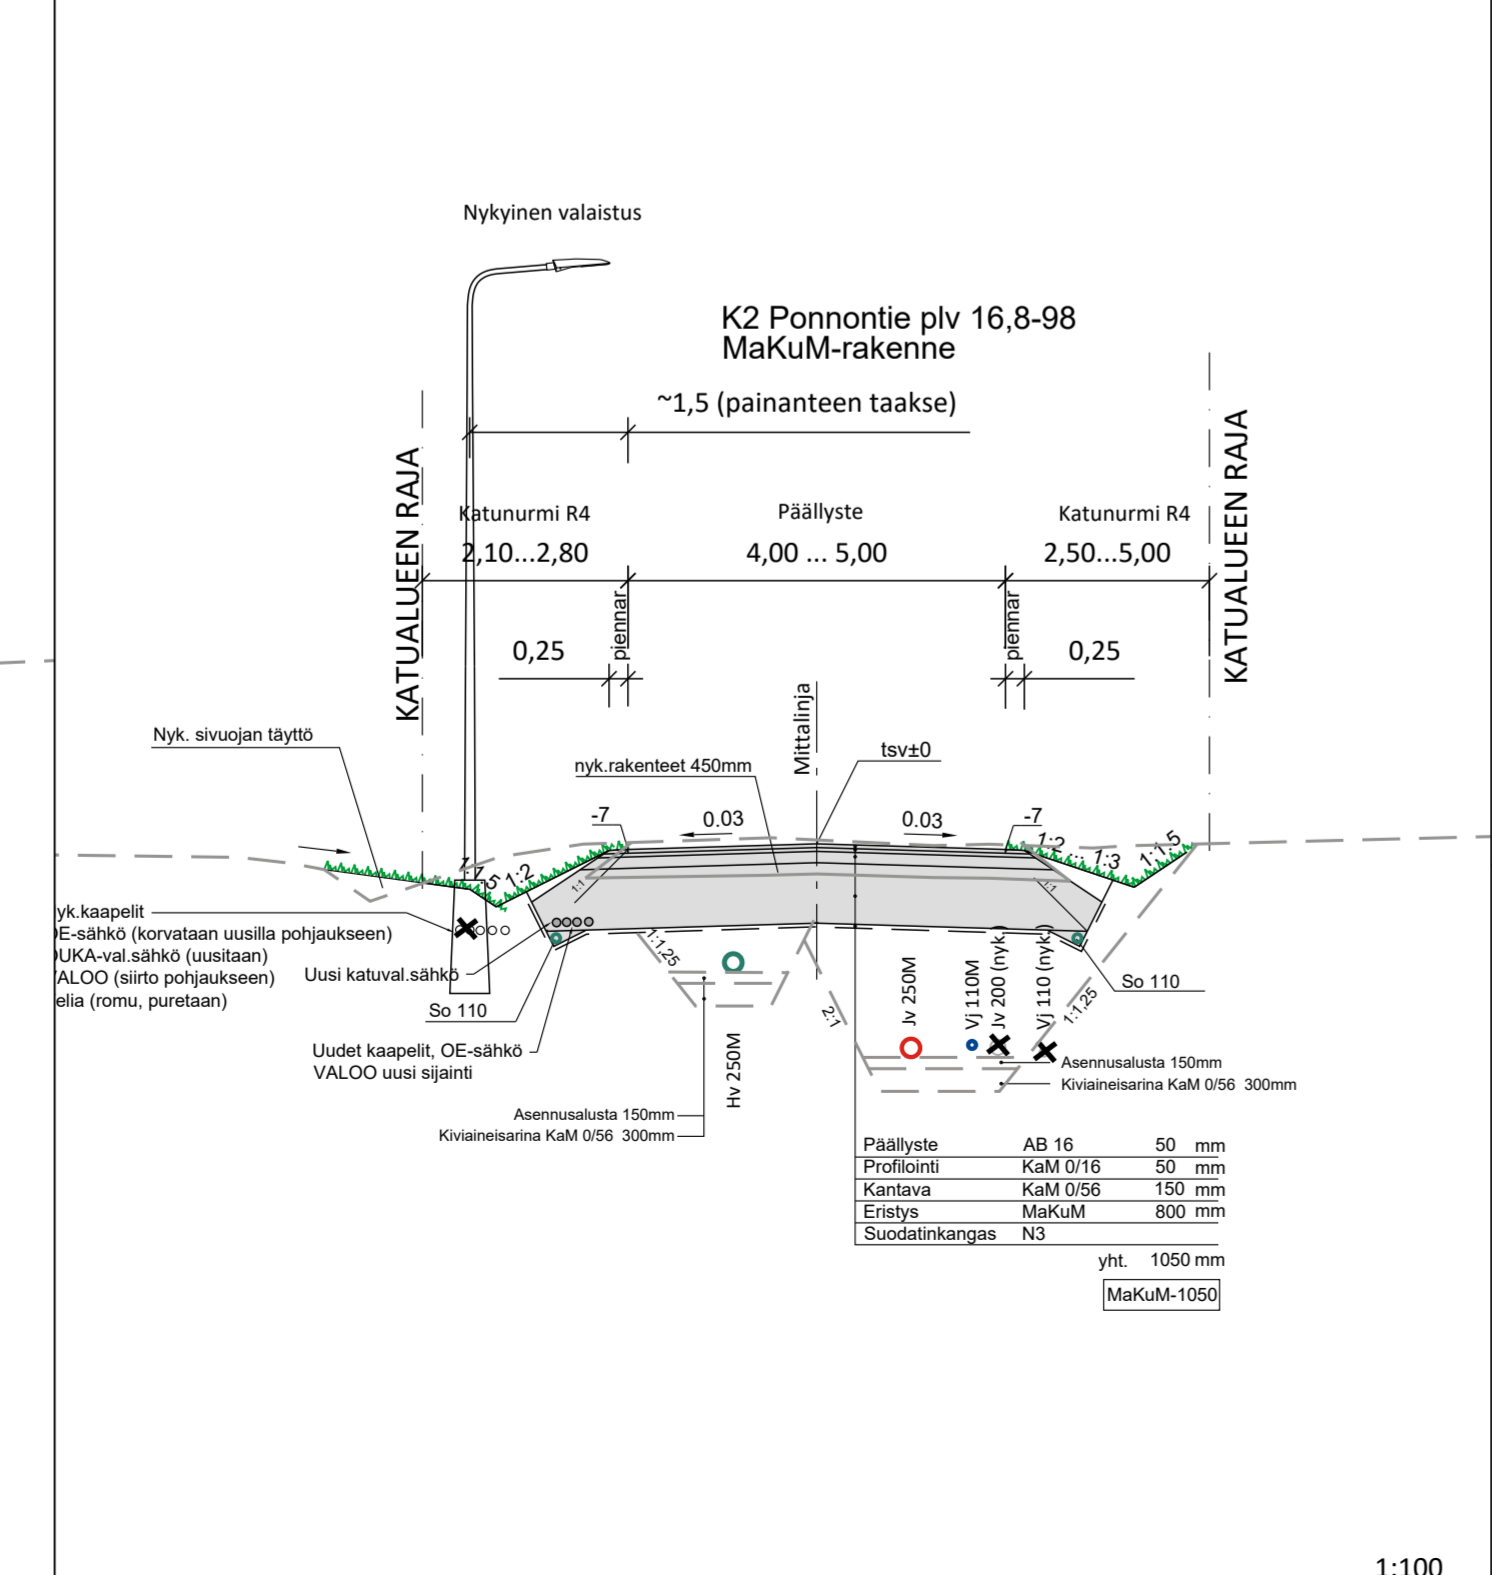 Nykyinen valaistus
K2 Ponnontie plv 16,8-98
MaKuM-rakenne
~1,5 (painanteen taakse)
KATUALUEEN RAJA
KATUALUEEN RAJA
Katunurmi R4
Päällyste
Katunurmi R4
2,10...2,80
4,00 ... 5,00
2,50...5,00
piennar
piennar
0,25
0,25
Mittalinja
Nyk. sivuojan täyttö
nyk.rakenteet 450mm
tsv±0
-7
0.03
0.03
-7
1:1,5
1:2
1:1
1:1
1:2 ... 1:3
1:1.5
yk.kaapelit
E-sähkö (korvataan uusilla pohjaukseen)
UKA-val.sähkö (uusitaan)
ALOO (siirto pohjaukseen)
elia (romu, puretaan)
Uusi katuval.sähkö
So 110
Uudet kaapelit, OE-sähkö
VALOO uusi sijainti
1:1,25
2:1
1:1,25
Hv 250M
Jv 250M
Vj 110M
Jv 200 (nyk.)
Vj 110 (nyk.)
So 110
Asennusalusta 150mm
Kiviaineisarina KaM 0/56 300mm
Asennusalusta 150mm
Kiviaineisarina KaM 0/56 300mm
Päällyste AB 16 50 mm
Profilointi KaM 0/16 50 mm
Kantava KaM 0/56 150 mm
Eristys MaKuM 800 mm
Suodatinkangas N3
yht. 1050 mm
MaKuM-1050
1:100